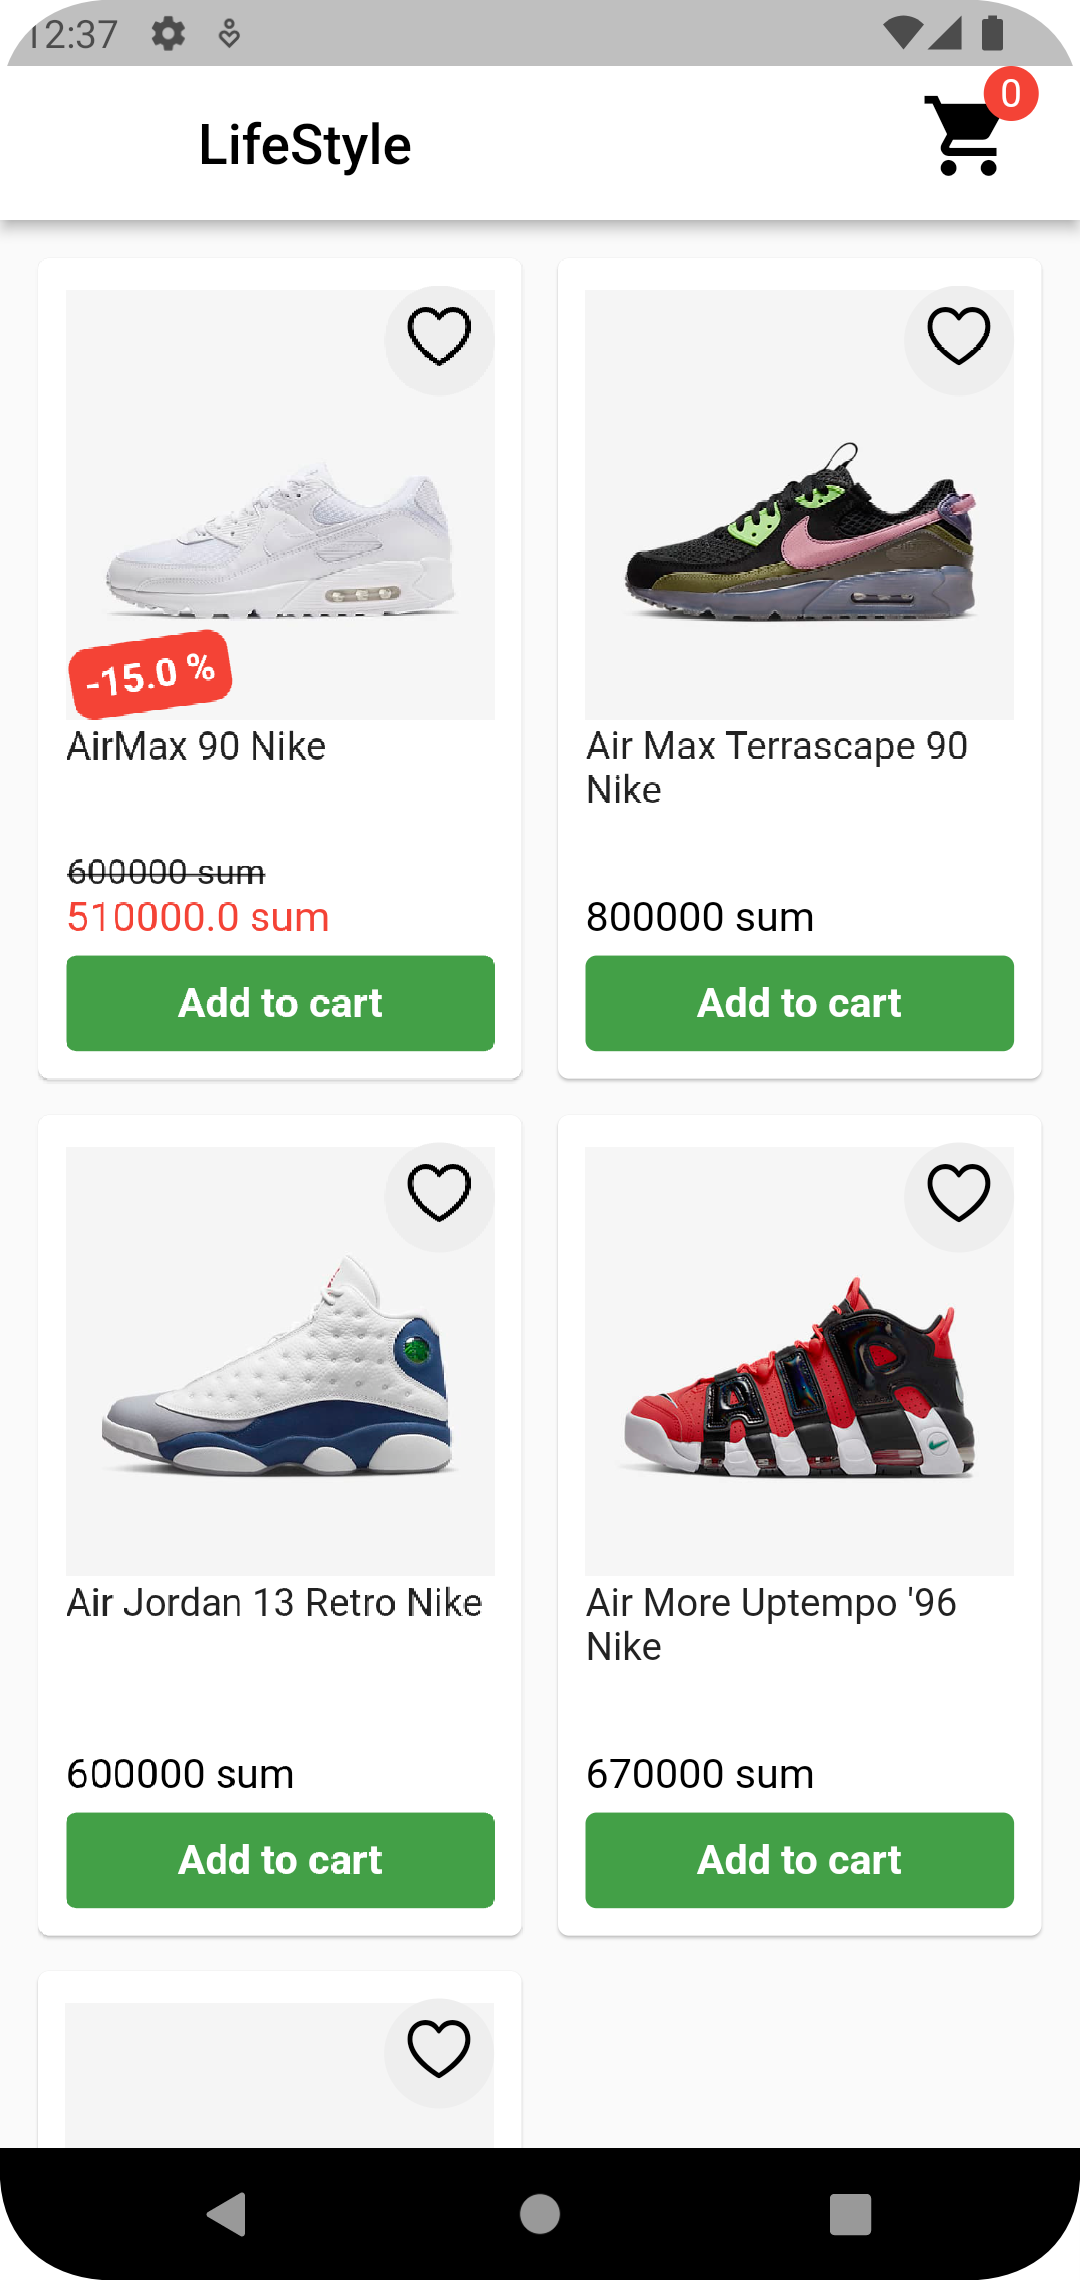 12:37
LifeStyle
0
-15.0 %
AirMax 90 Nike
600000 sum
510000.0 sum
Add to cart
Air Max Terrascape 90
Nike
800000 sum
Add to cart
Air Jordan 13 Retro Nike
600000 sum
Add to cart
Air More Uptempo '96
Nike
670000 sum
Add to cart